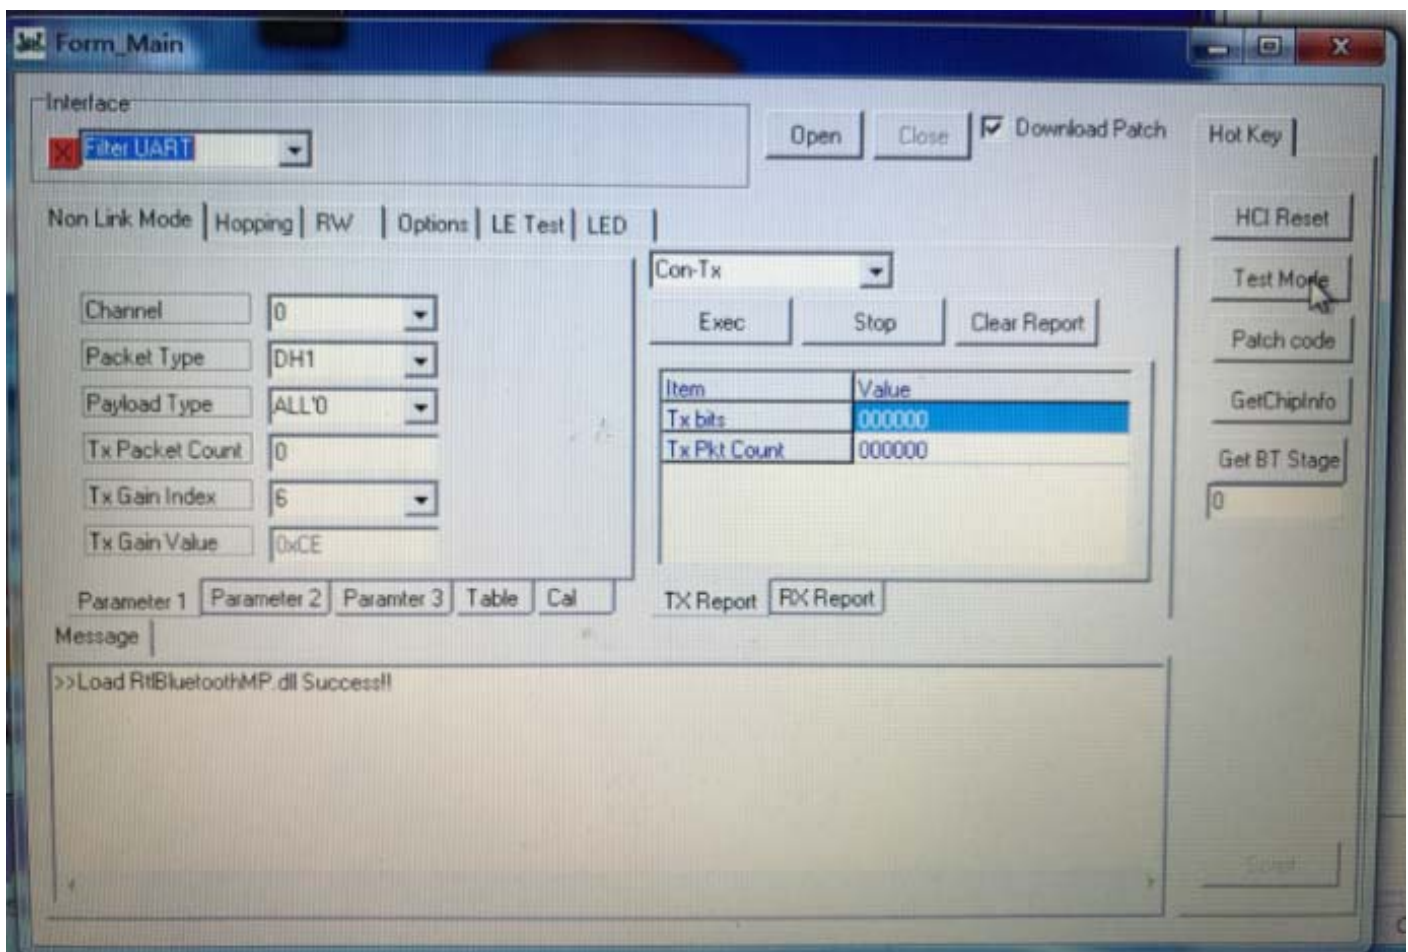 Form_Main
Interface
Filter UART
Open
Close
Download Patch
Hot Key
Non Link Mode
Hopping
RW
Options
LE Test
LED
HCI Reset
Con-Tx
Test Mode
Channel
0
Exec
Stop
Clear Report
Patch code
Packet Type
DH1
Item
Value
Payload Type
ALL'0
Tx bits
000000
GetChipInfo
Tx Packet Count
0
Tx Pkt Count
000000
Get BT Stage
0
Tx Gain Index
6
Tx Gain Value
0xCE
Parameter 1
Parameter 2
Paramter 3
Table
Cal
TX Report
RX Report
Message
>>Load RtlBluetoothMP.dll Success!!